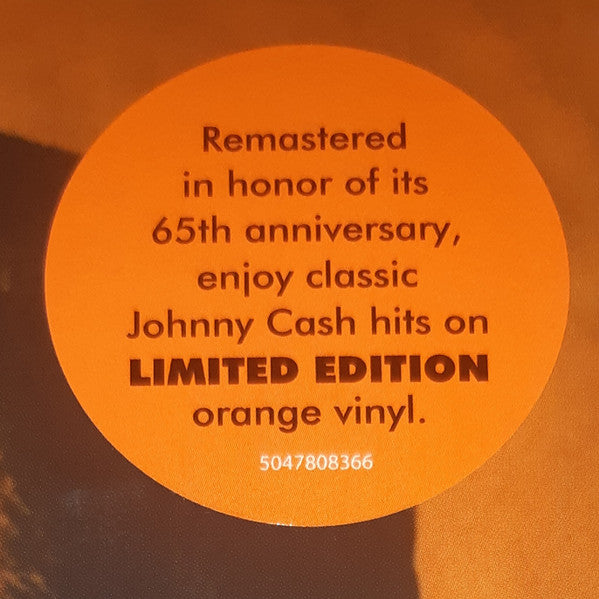 Remastered
in honor of its
65th anniversary,
enjoy classic
Johnny Cash hits on
LIMITED EDITION
orange vinyl.
5047808366